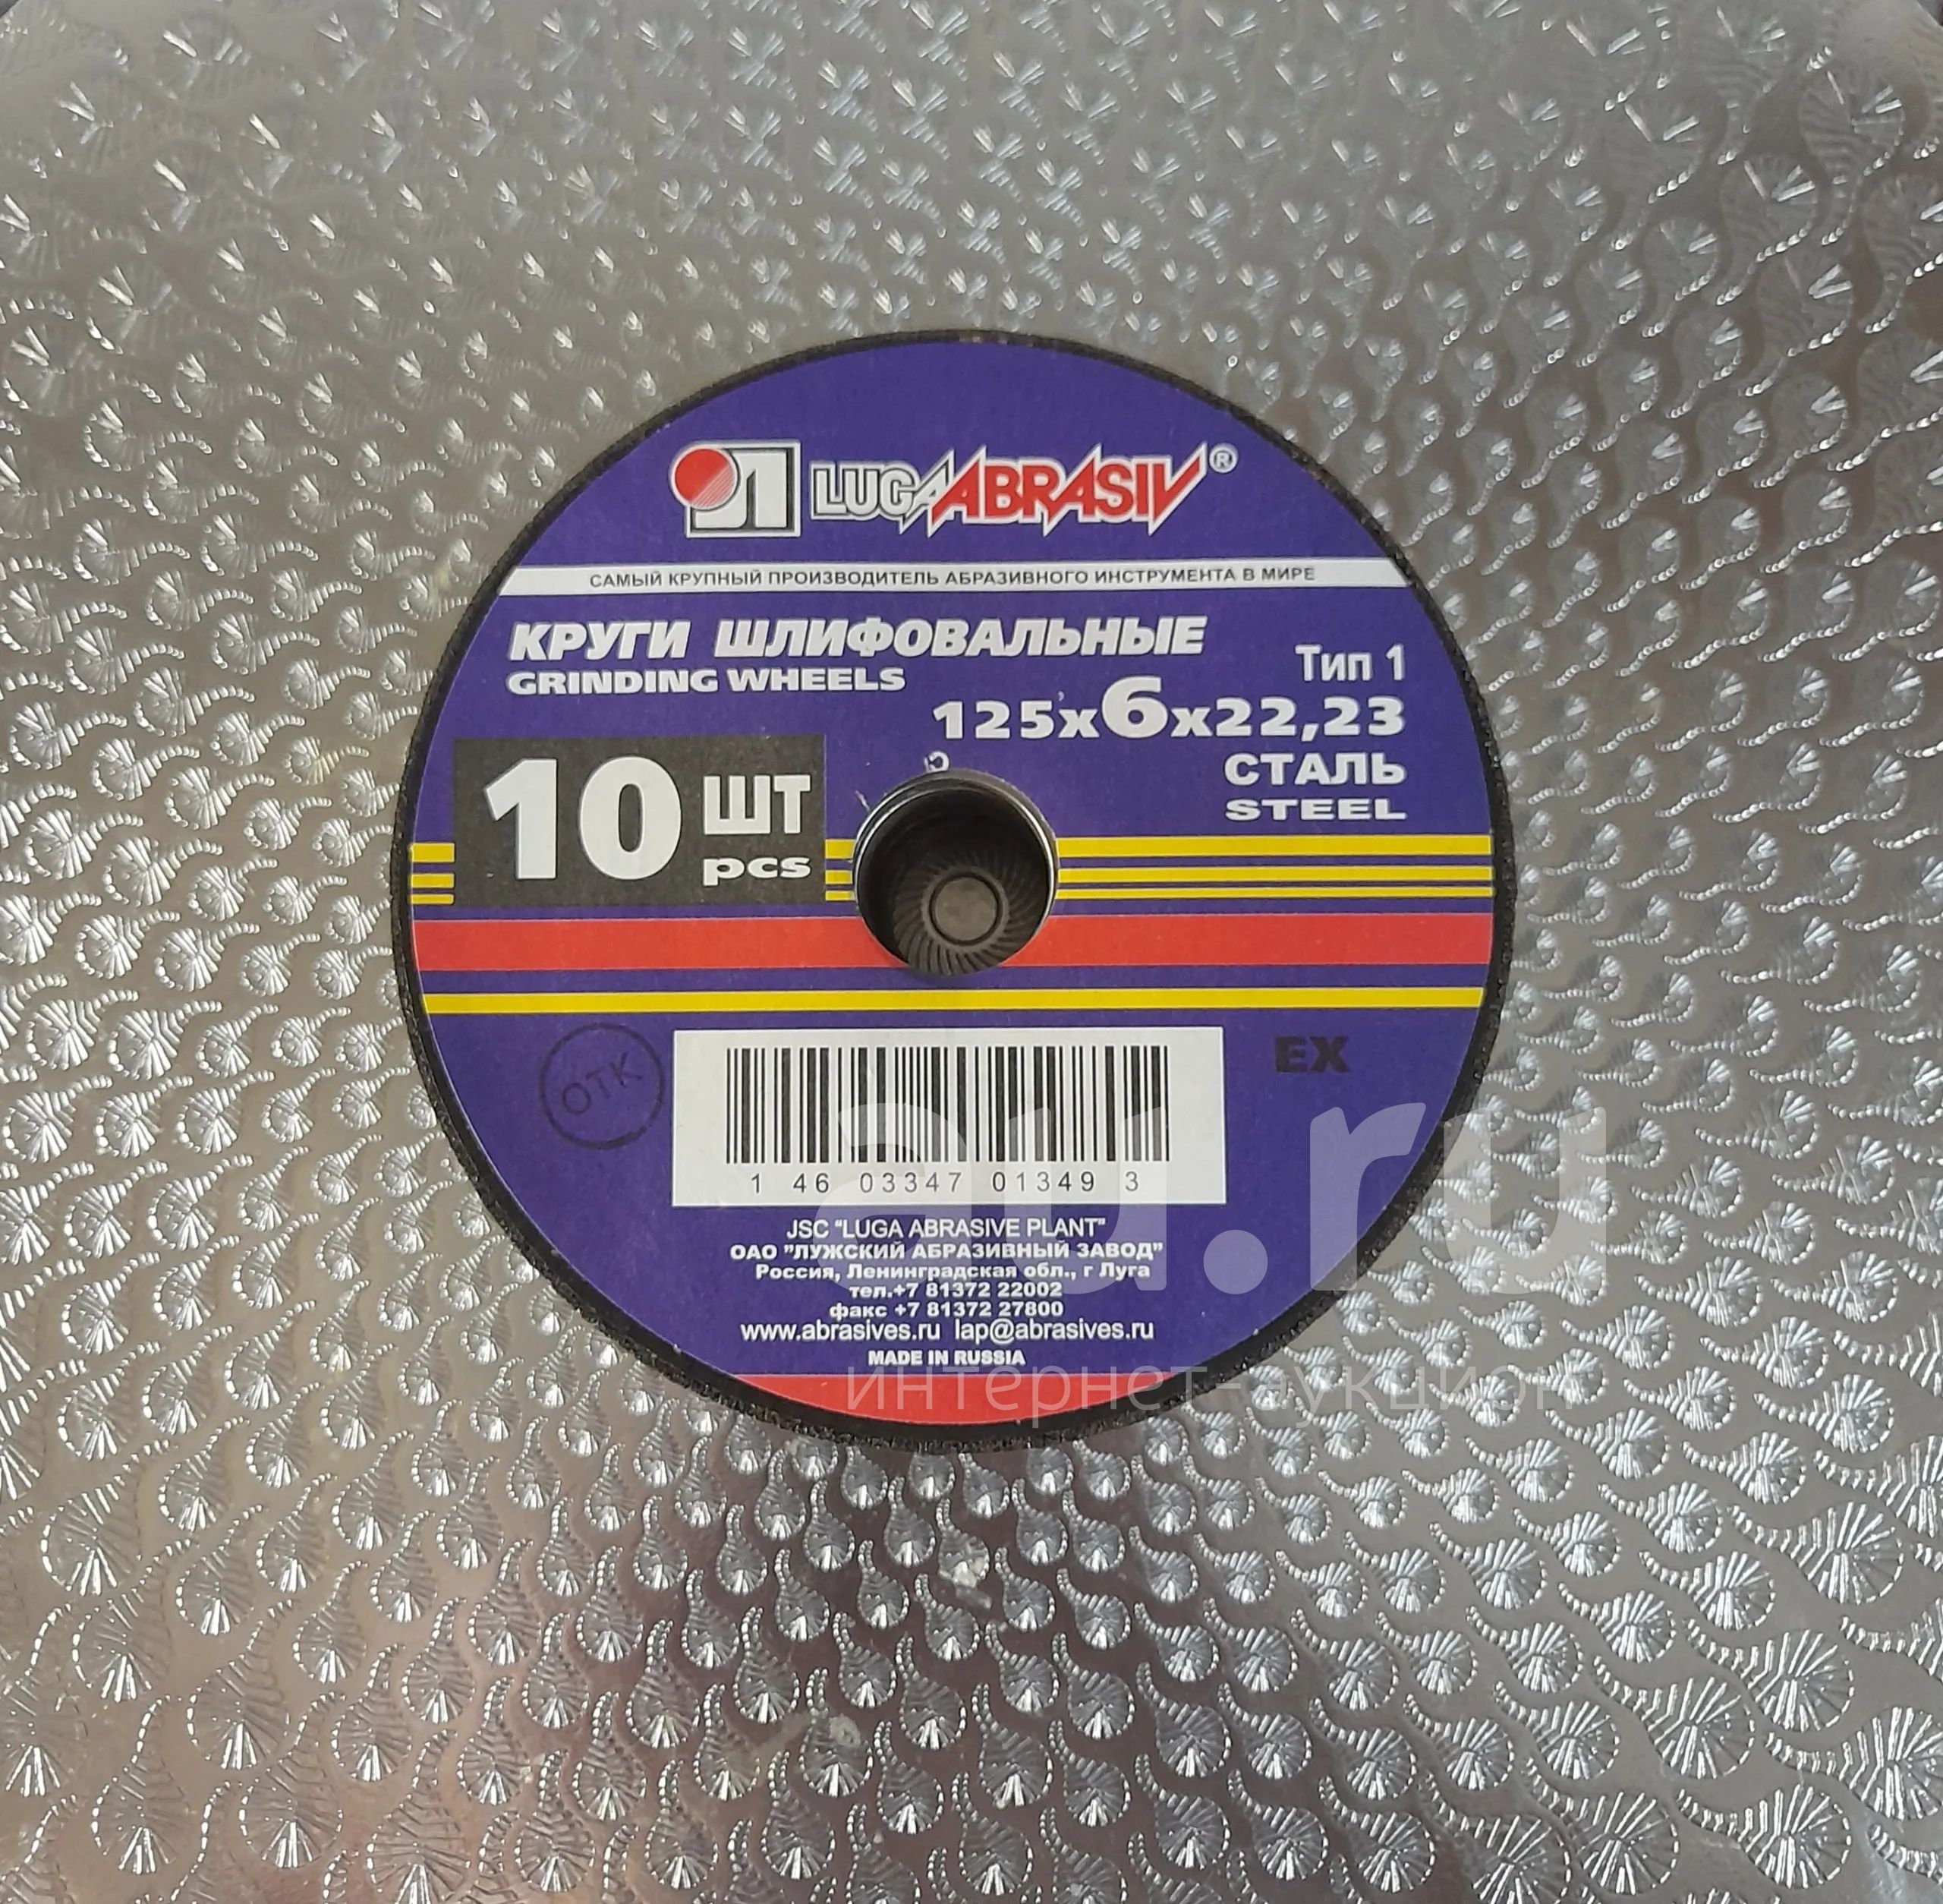 LUGAABRASIV®
САМЫЙ КРУПНЫЙ ПРОИЗВОДИТЕЛЬ АБРАЗИВНОГО ИНСТРУМЕНТА В МИРЕ
КРУГИ ШЛИФОВАЛЬНЫЕ
GRINDING WHEELS
Тип 1
125x6x22,23
СТАЛЬ
STEEL
10 ШТ
pcs
ОТК
EX
1 46 03347 01349 3
JSC "LUGA ABRASIVE PLANT"
ОАО "ЛУЖСКИЙ АБРАЗИВНЫЙ ЗАВОД"
Россия, Ленинградская обл., г Луга
тел.+7 81372 22002
факс +7 81372 27800
www.abrasives.ru lap@abrasives.ru
MADE IN RUSSIA
au.ru
интернет-аукцион